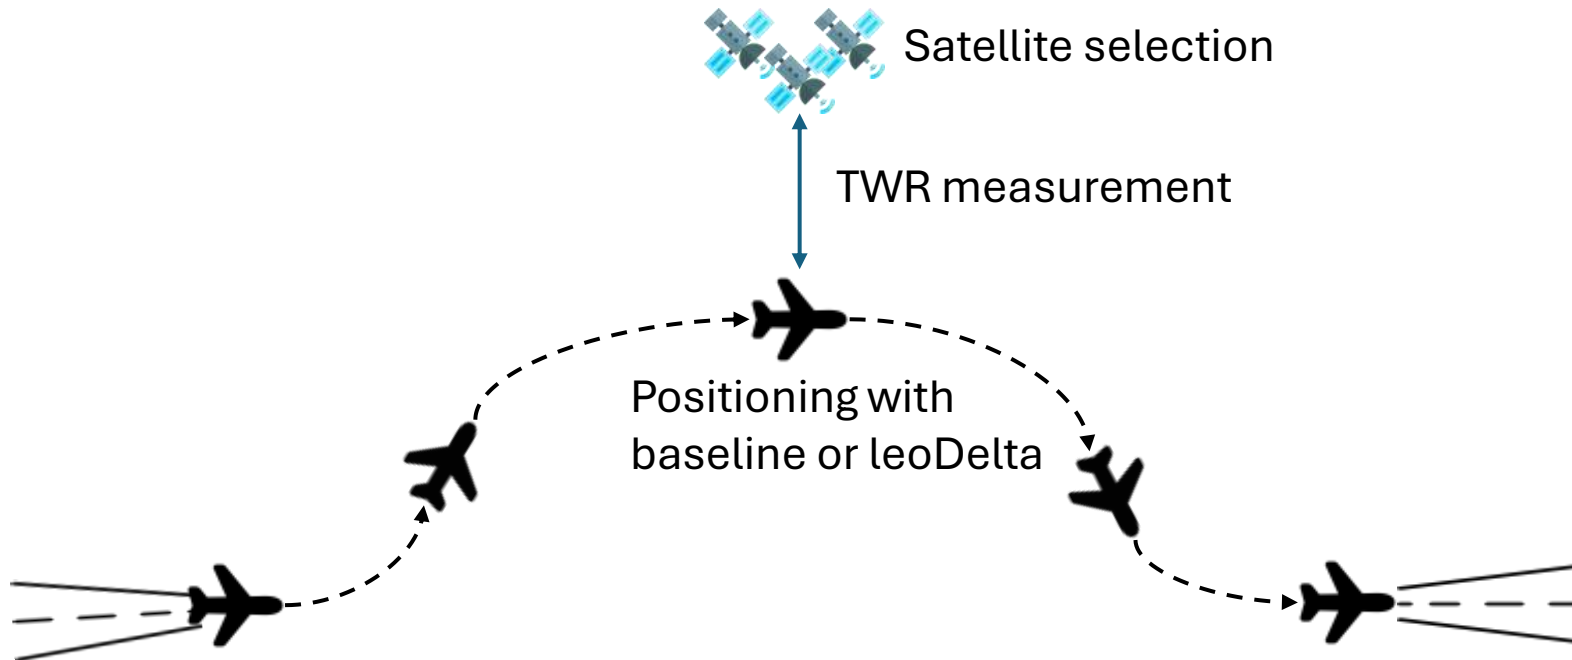 Satellite selection
TWR measurement
Positioning with
baseline or leoDelta